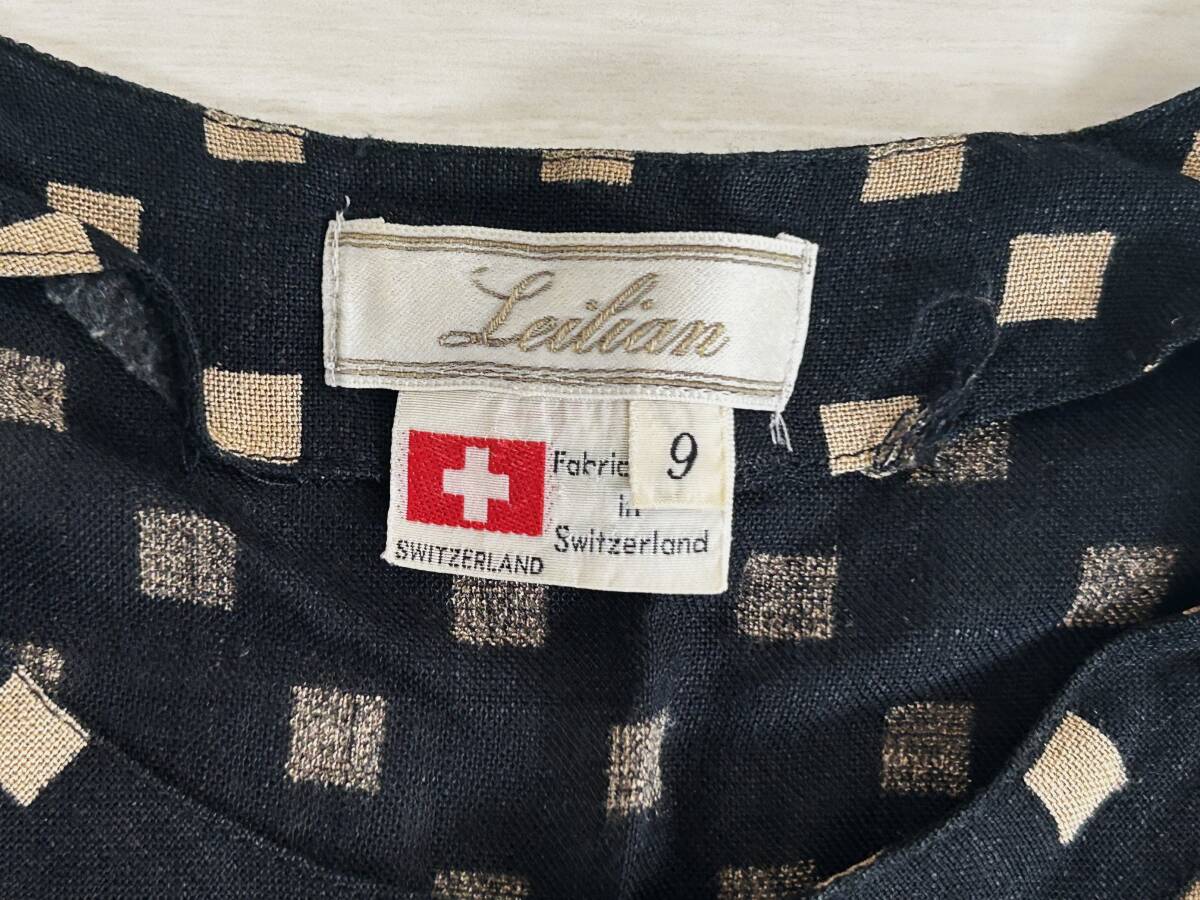 Leilian
Fabric
9
in
Switzerland
SWITZERLAND